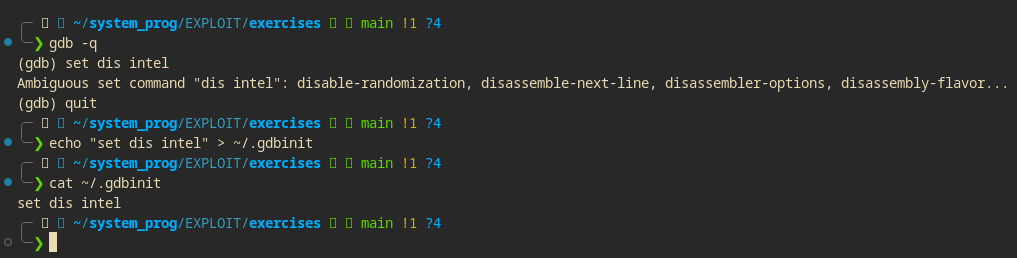 ~/system_prog/EXPLOIT/exercises main !1 ?4
❯ gdb -q
(gdb) set dis intel
Ambiguous set command "dis intel": disable-randomization, disassemble-next-line, disassembler-options, disassembly-flavor...
(gdb) quit
~/system_prog/EXPLOIT/exercises main !1 ?4
❯ echo "set dis intel" > ~/.gdbinit
~/system_prog/EXPLOIT/exercises main !1 ?4
❯ cat ~/.gdbinit
set dis intel
~/system_prog/EXPLOIT/exercises main !1 ?4
❯